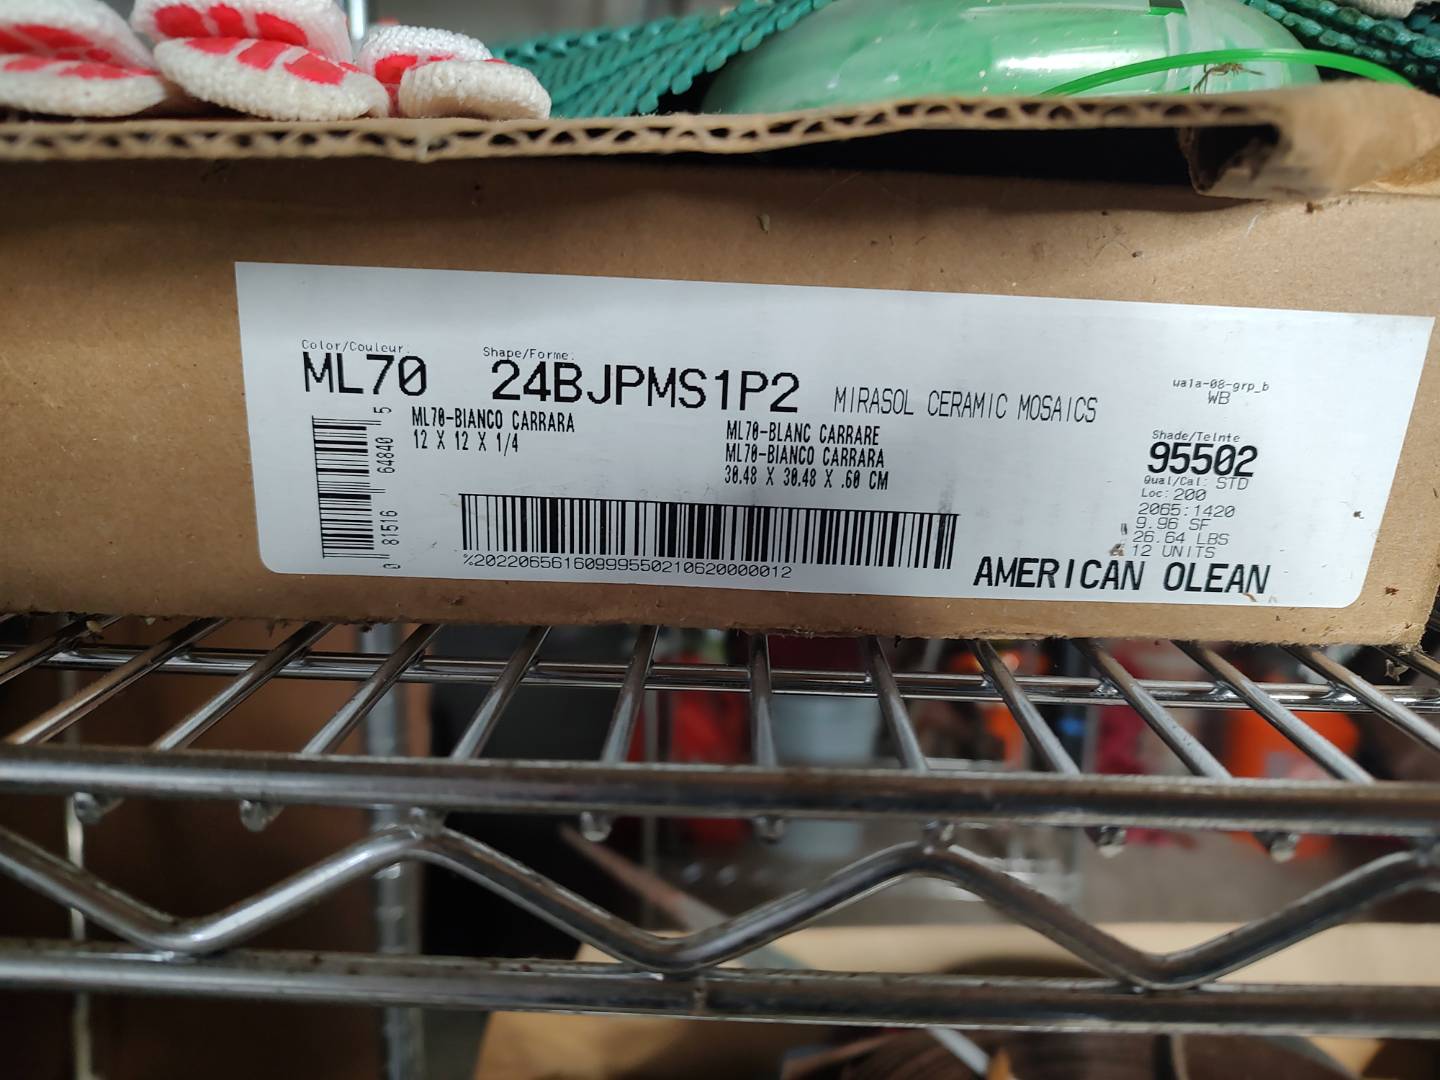 Color/Couleur:
ML70
Shape/Forme:
24BJPMS1P2
MIRASOL CERAMIC MOSAICS
wa1a-08-grp_b
WB
ML70-BIANCO CARRARA
12 X 12 X 1/4
ML70-BLANC CARRARE
ML70-BIANCO CARRARA
30.48 X 30.48 X .60 CM
Shade/Teinte
95502
Qual/Cal: STD
Loc: 200
2065:1420
9.96 SF
26.64 LBS
12 UNITS
0 81516 64840 5
%20220656160999550210620000012
AMERICAN OLEAN